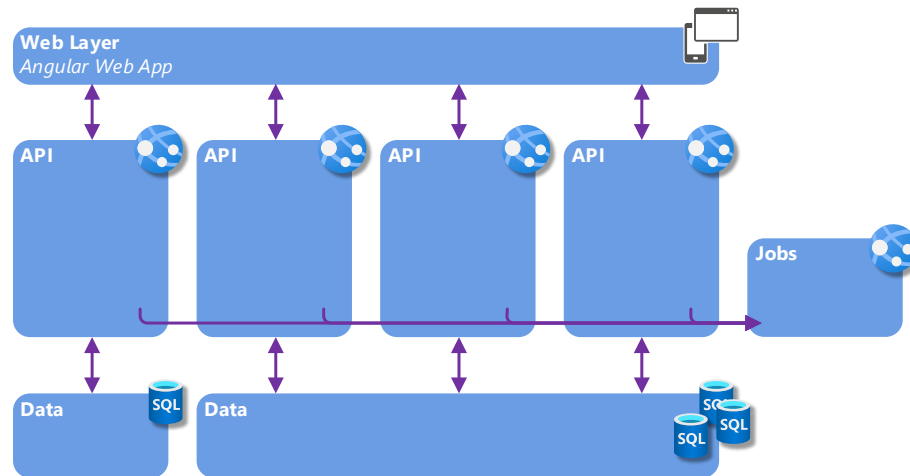 Web Layer
Angular Web App
API
API
API
API
Jobs
Data
SQL
Data
SQL
SQL
SQL